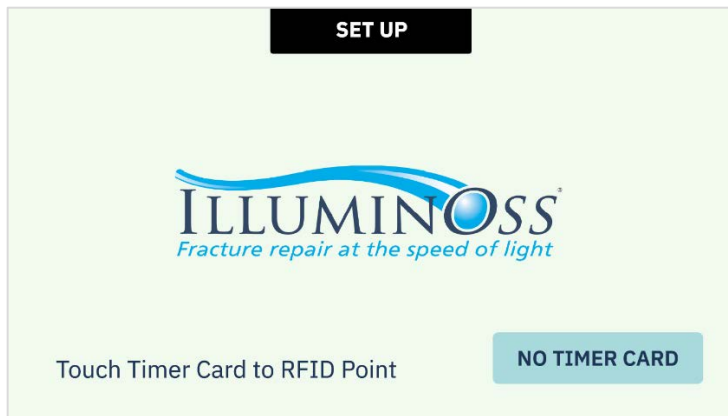 SET UP
ILLUMINOSS®
Fracture repair at the speed of light
Touch Timer Card to RFID Point
NO TIMER CARD